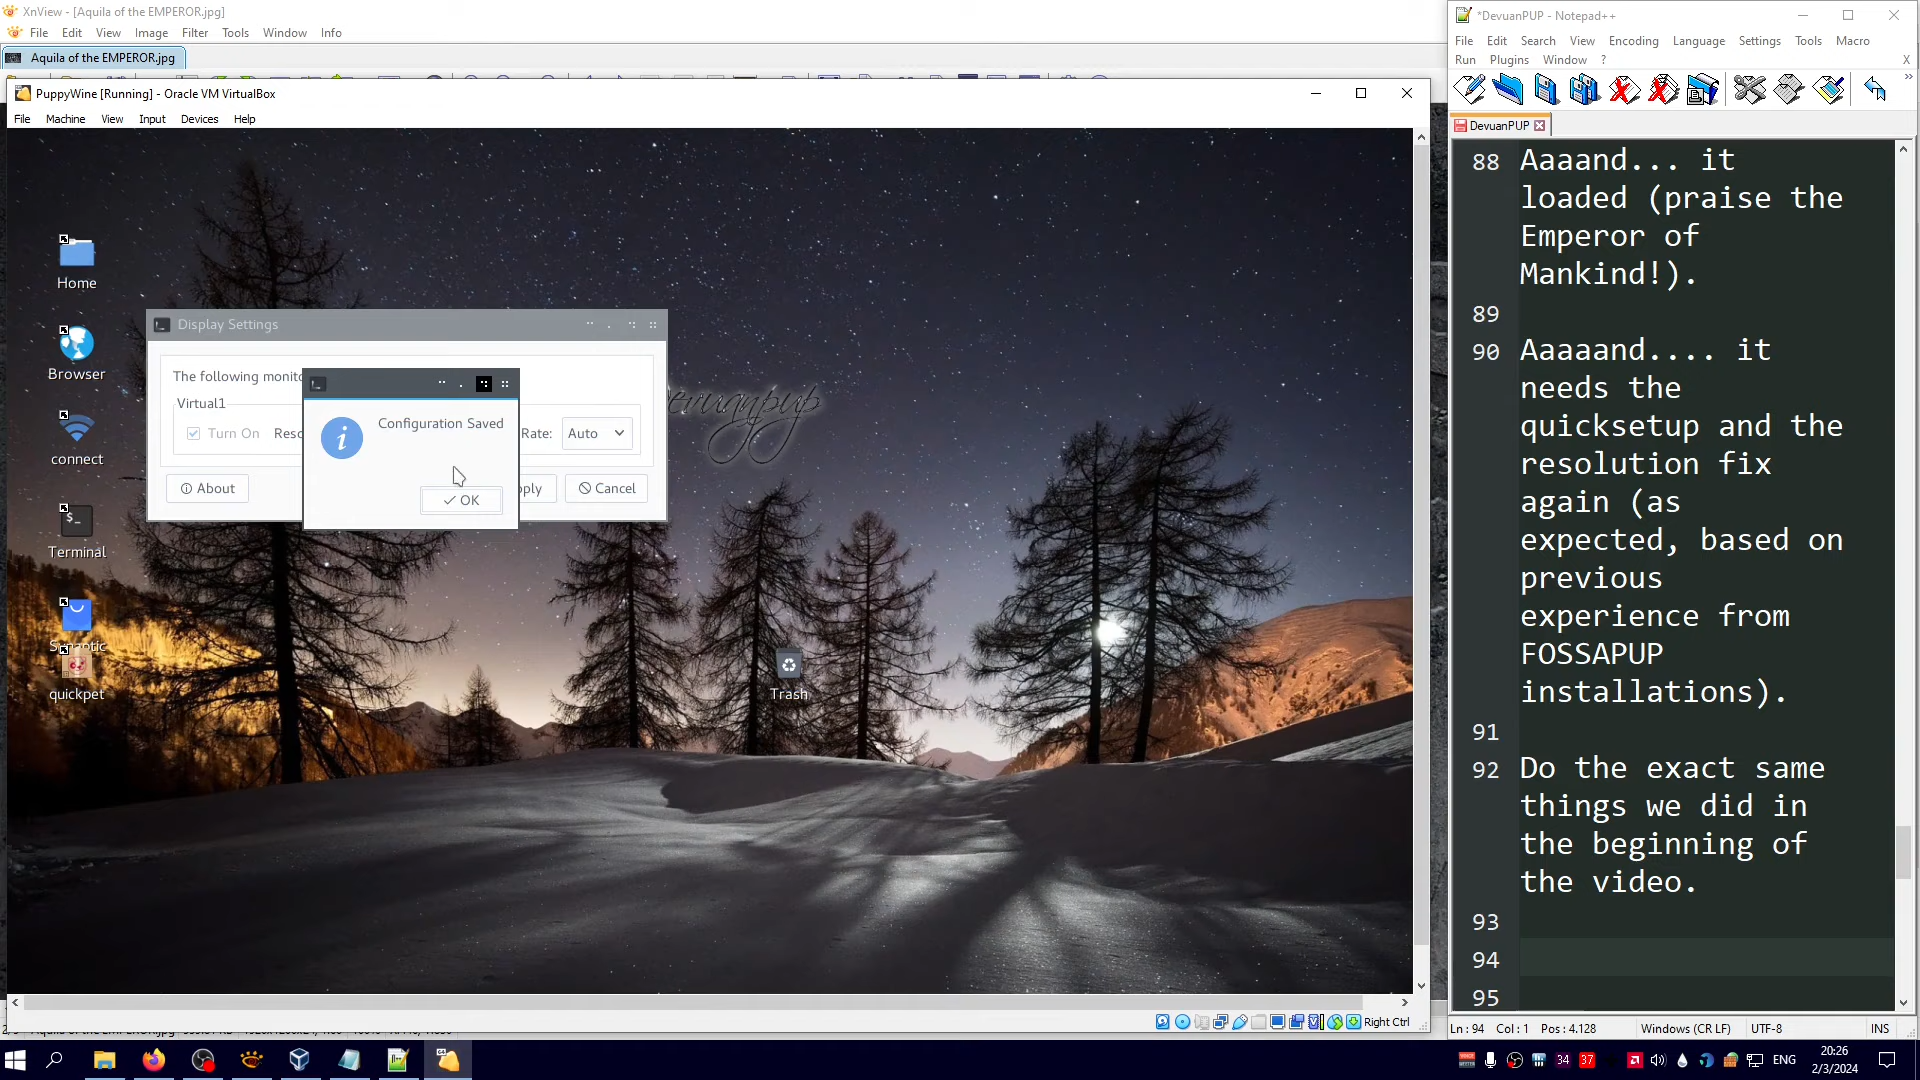 XnView - [Aquila of the EMPEROR.jpg]
File Edit View Image Filter Tools Window Info
Aquila of the EMPEROR.jpg
PuppyWine [Running] - Oracle VM VirtualBox
File Machine View Input Devices Help
Home
Browser
connect
Terminal
$_
Synaptic
quickpet
Display Settings
The following monito
Virtual1
Turn On Reso
Rate: Auto
About
pply
Cancel
Configuration Saved
OK
devuanpup
Trash
Right Ctrl
*DevuanPUP - Notepad++
File Edit Search View
Encoding Language
Settings Tools Macro
Run Plugins Window ? X
DevuanPUP
88 Aaaand... it
loaded (praise the
Emperor of
Mankind!).
89
90 Aaaaand.... it
needs the
quicksetup and the
resolution fix
again (as
expected, based on
previous
experience from
FOSSAPUP
installations).
91
92 Do the exact same
things we did in
the beginning of
the video.
93
94
95
Ln : 94 Col : 1 Pos : 4.128 Windows (CR LF) UTF-8 INS
34 37 ENG 20:26
2/3/2024